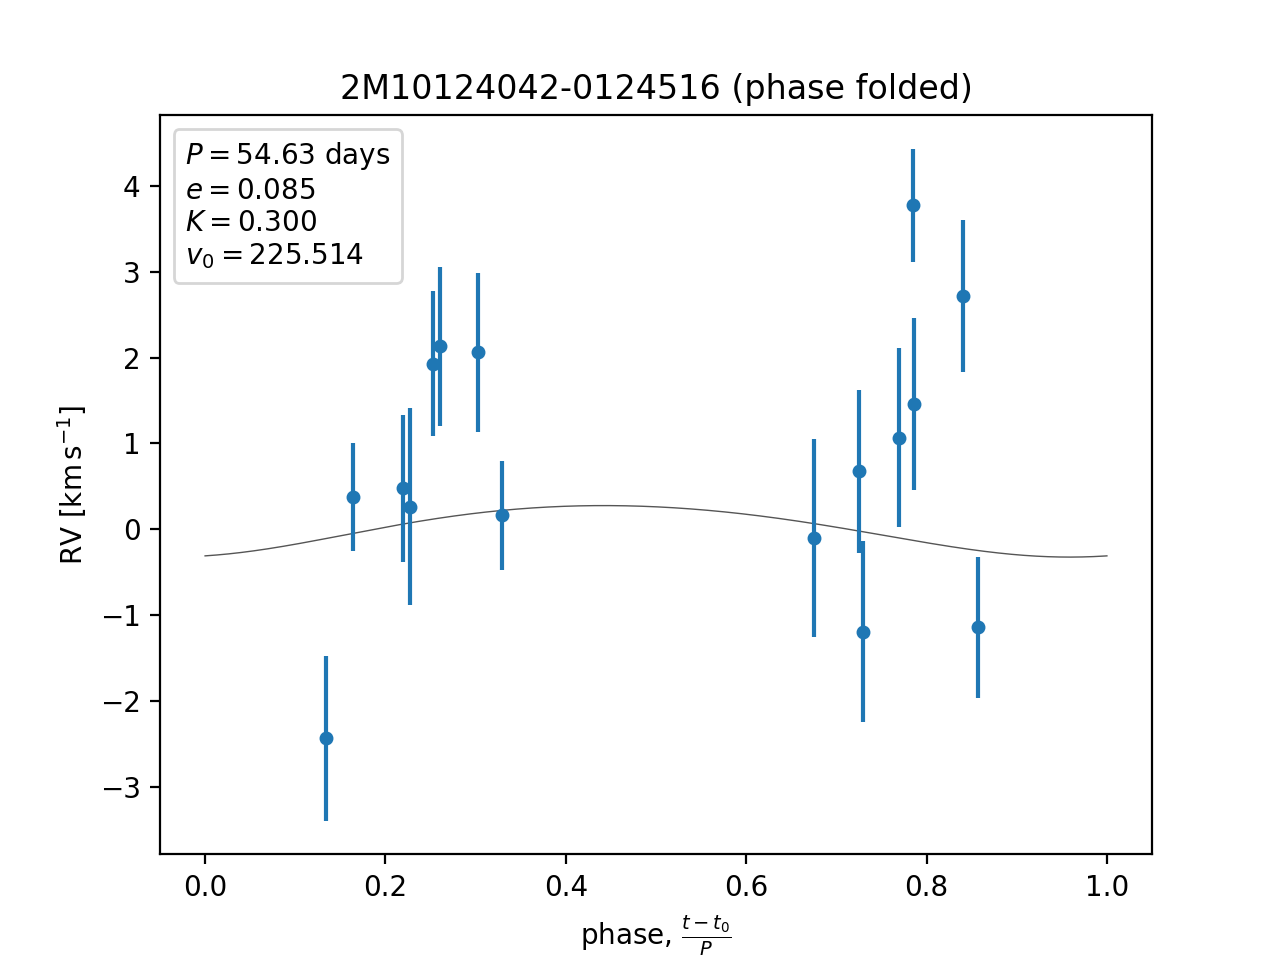 2M10124042-0124516 (phase folded)
P = 54.63 days
e = 0.085
K = 0.300
v₀ = 225.514
4
3
2
1
0
−1
−2
−3
RV [km s⁻¹]
0.0 0.2 0.4 0.6 0.8 1.0
phase, (t − t₀)/P